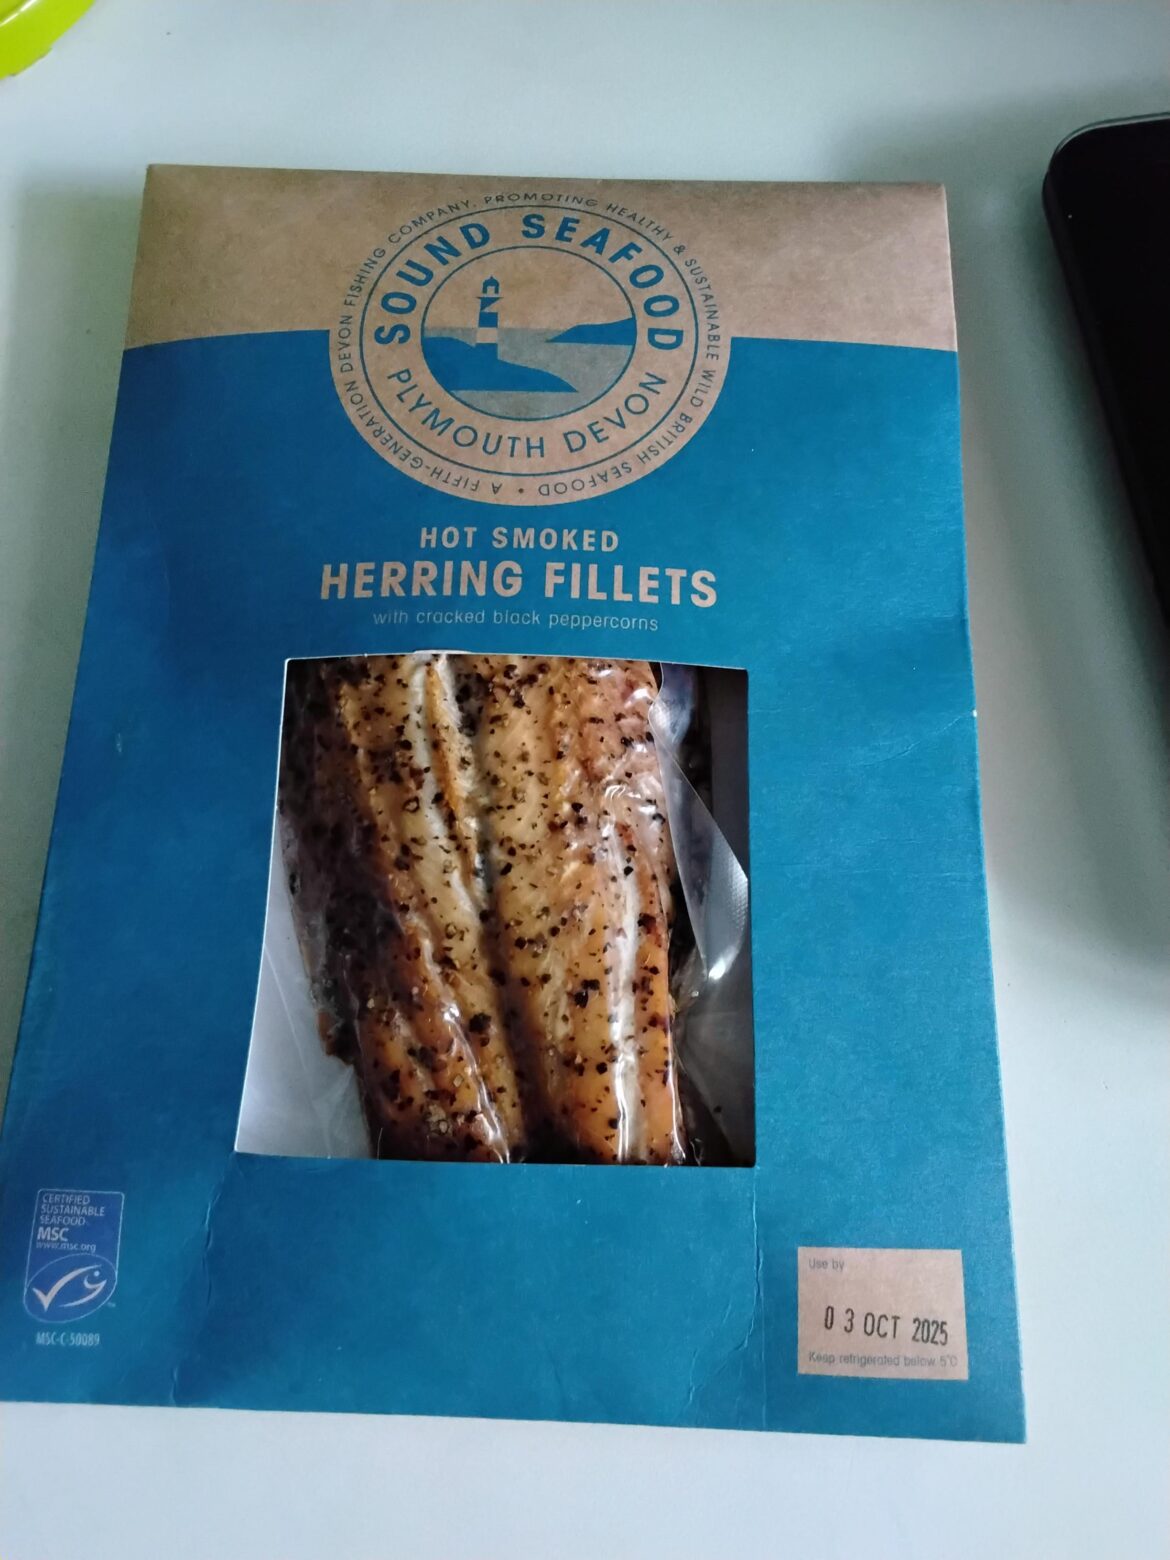 A FIFTH-GENERATION DEVON FISHING COMPANY, PROMOTING HEALTHY & SUSTAINABLE WILD BRITISH SEAFOOD •
SOUND SEAFOOD
PLYMOUTH DEVON
HOT SMOKED
HERRING FILLETS
with cracked black peppercorns
CERTIFIED
SUSTAINABLE
SEAFOOD
MSC
www.msc.org
™
MSC-C-50089
Use by
03 OCT 2025
Keep refrigerated below 5°C